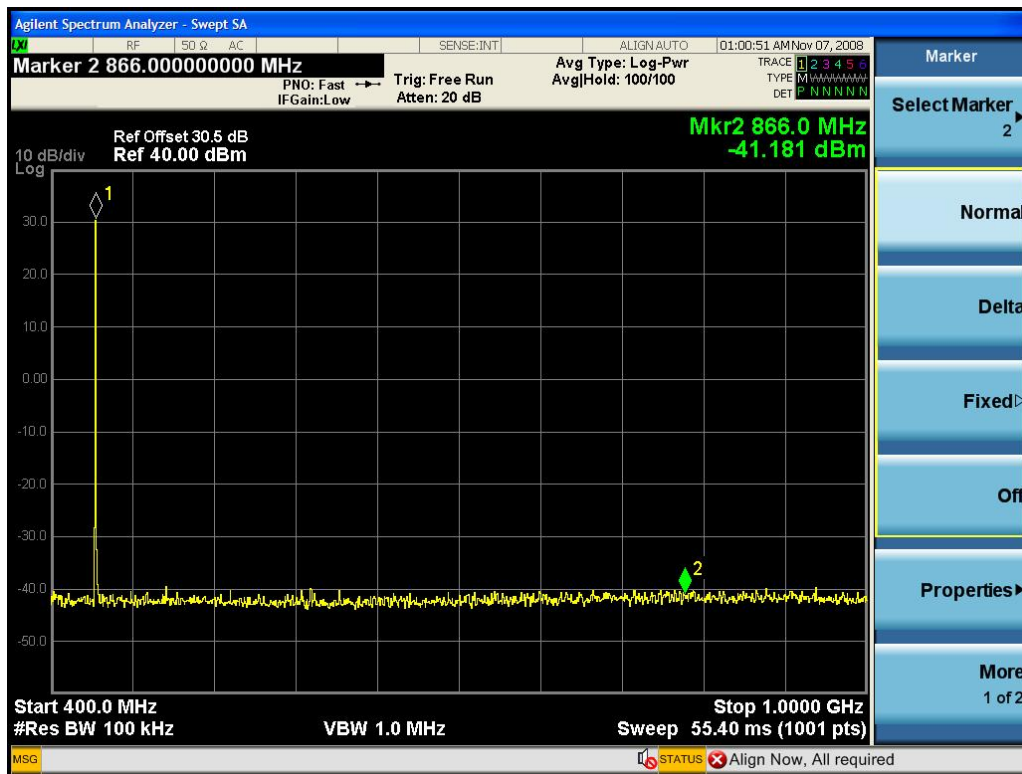 Agilent Spectrum Analyzer - Swept SA
LXI RF 50 Ω AC SENSE:INT ALIGN AUTO 01:00:51 AM Nov 07, 2008
Marker 2 866.000000000 MHz
PNO: Fast
IFGain:Low
Trig: Free Run
Atten: 20 dB
Avg Type: Log-Pwr
Avg|Hold: 100/100
TRACE 1 2 3 4 5 6
TYPE M WWWWW
DET P N N N N N
Mkr2 866.0 MHz
-41.181 dBm
Ref Offset 30.5 dB
10 dB/div Ref 40.00 dBm
Log
1
30.0
20.0
10.0
0.00
-10.0
-20.0
-30.0
2
-40.0
-50.0
Start 400.0 MHz Stop 1.0000 GHz
#Res BW 100 kHz VBW 1.0 MHz Sweep 55.40 ms (1001 pts)
MSG STATUS Align Now, All required
Marker
Select Marker
2
Normal
Delta
Fixed
Off
Properties
More
1 of 2